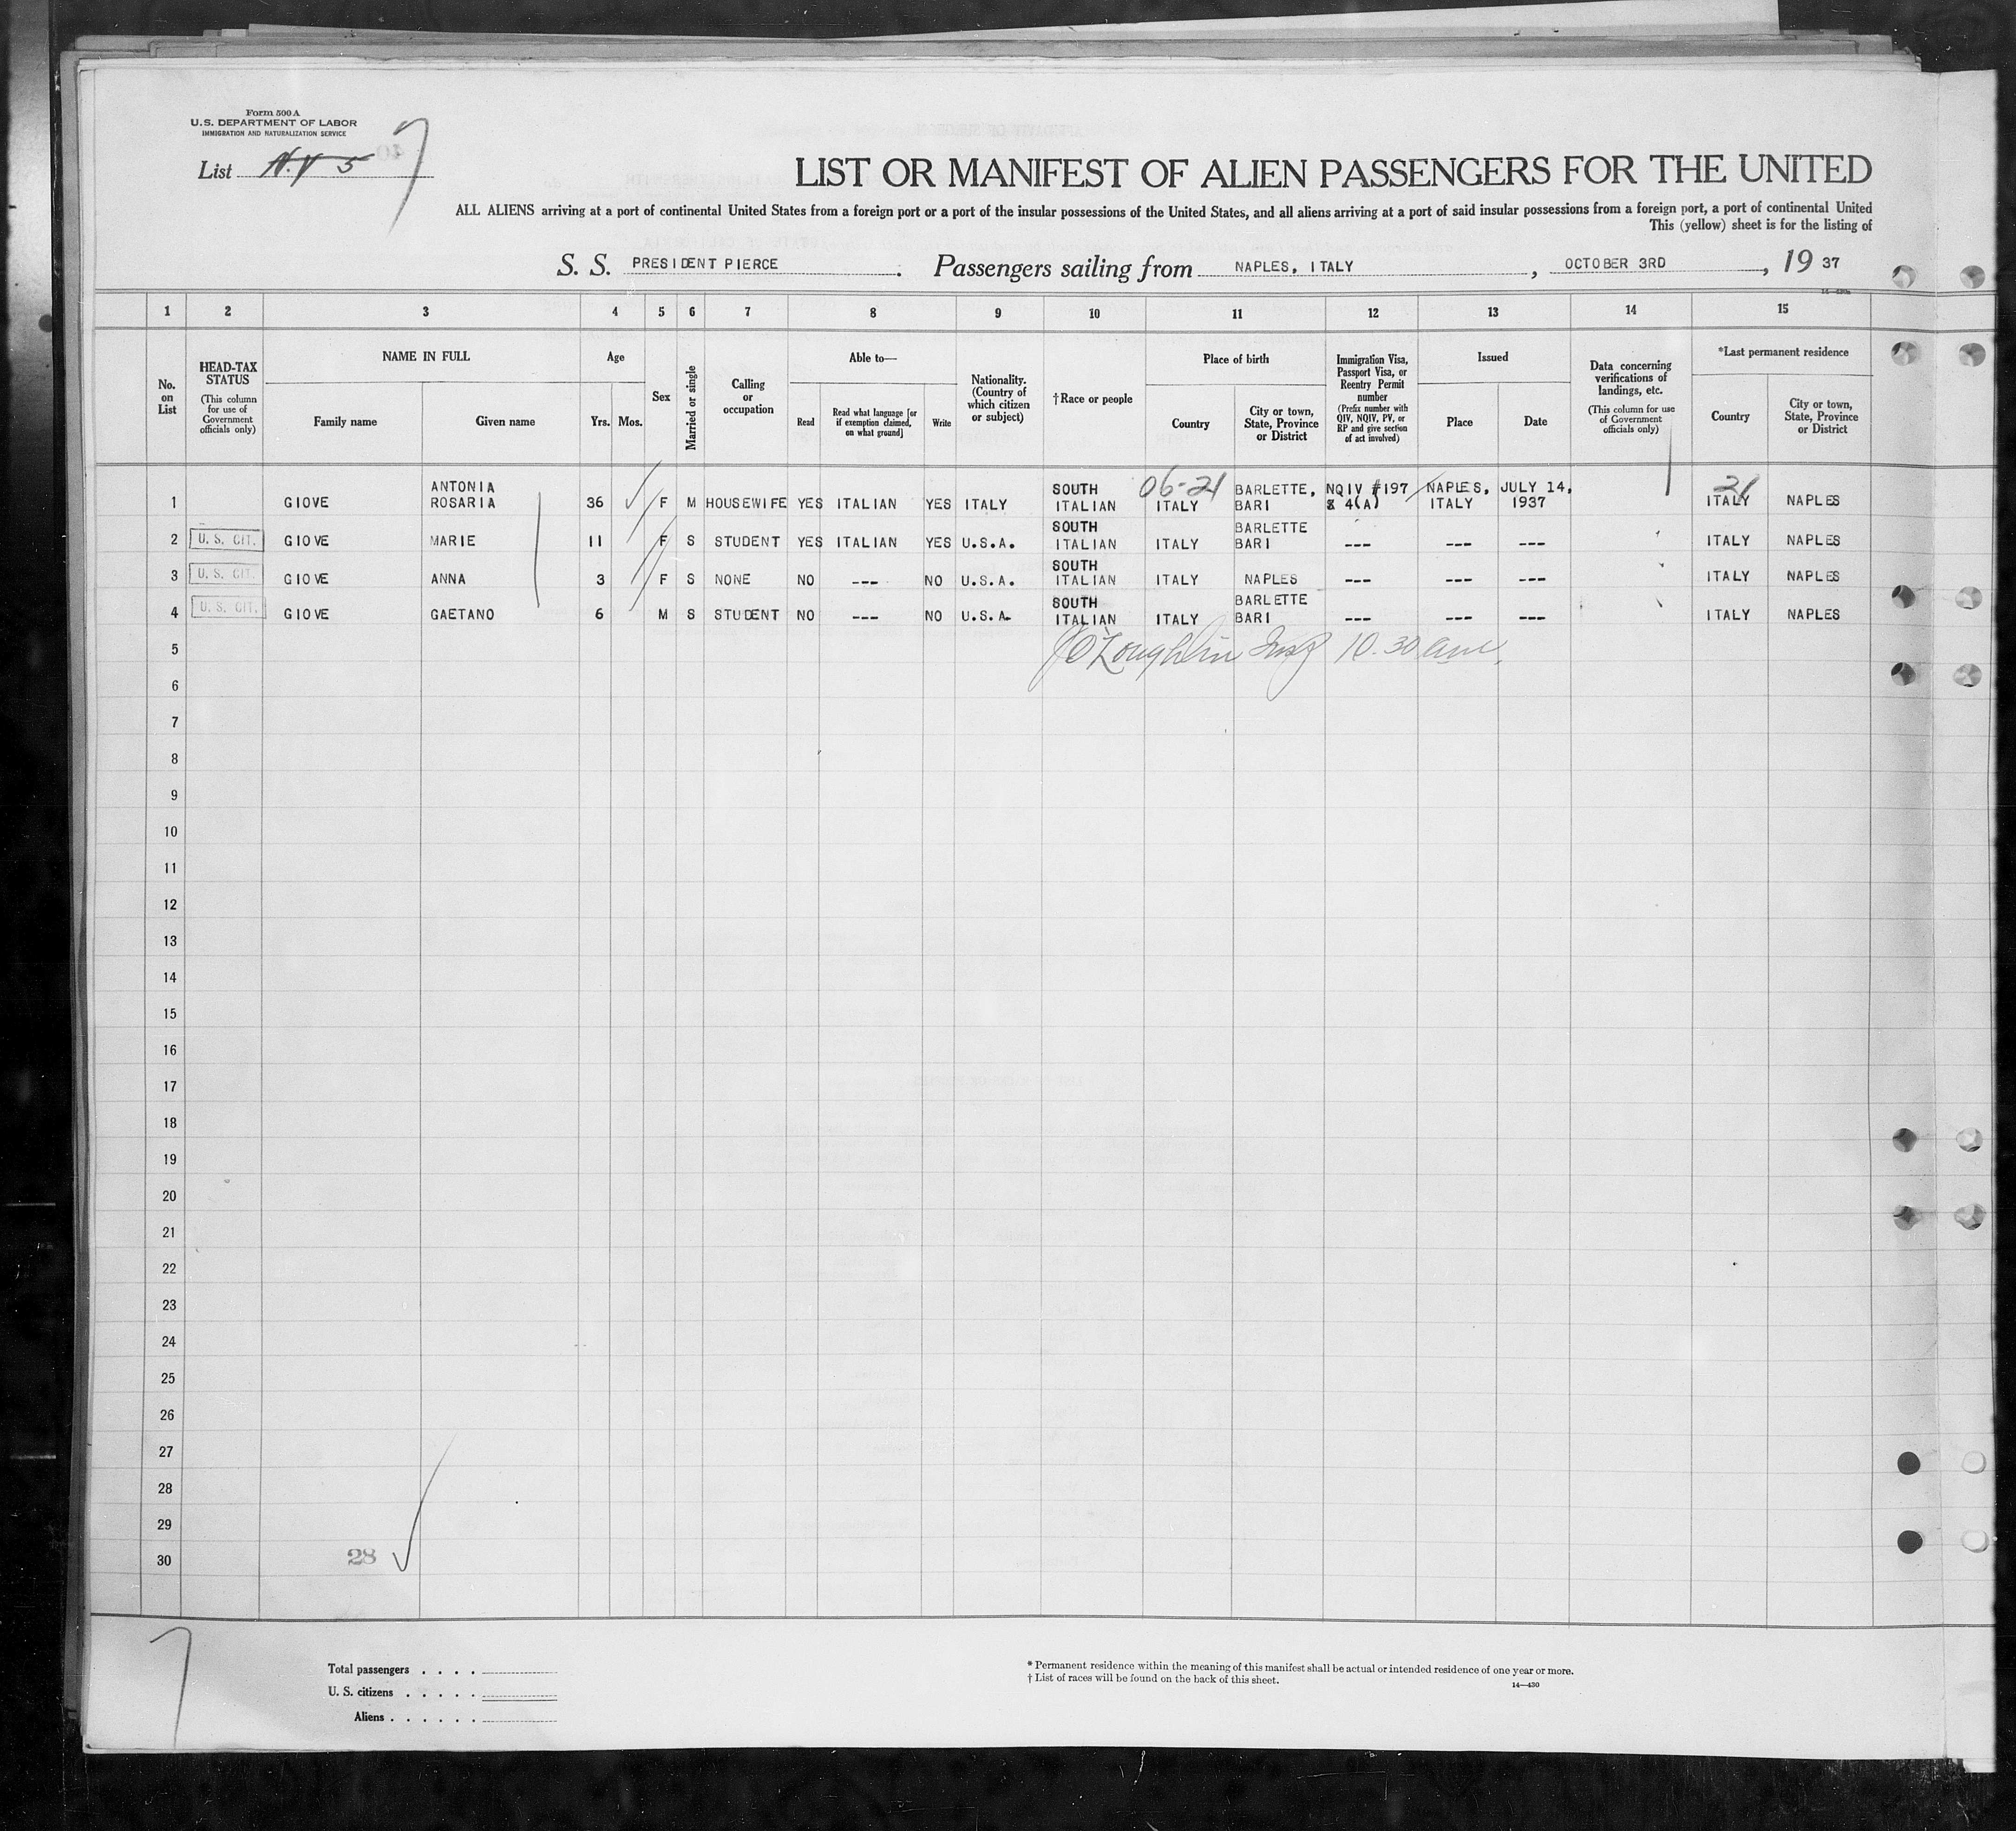 Form 500 A
U. S. DEPARTMENT OF LABOR
IMMIGRATION AND NATURALIZATION SERVICE
List N.Y 5 7
LIST OR MANIFEST OF ALIEN PASSENGERS FOR THE UNITED
ALL ALIENS arriving at a port of continental United States from a foreign port or a port of the insular possessions of the United States, and all aliens arriving at a port of said insular possessions from a foreign port, a port of continental United
This (yellow) sheet is for the listing of
S. S. PRESIDENT PIERCE. Passengers sailing from NAPLES, ITALY, OCTOBER 3RD, 19 37
1 2 3 4 5 6 7 8 9 10 11 12 13 14 15
No. on List
HEAD-TAX STATUS (This column for use of Government officials only)
NAME IN FULL
Family name Given name
Age
Yrs. Mos.
Sex
Married or single
Calling or occupation
Able to—
Read Read what language [or if exemption claimed, on what ground] Write
Nationality. (Country of which citizen or subject)
†Race or people
Place of birth
Country City or town, State, Province or District
Immigration Visa, Passport Visa, or Reentry Permit number (Prefix number with QIV, NQIV, PV, or RP and give section of act involved)
Issued
Place Date
Data concerning verifications of landings, etc. (This column for use of Government officials only)
*Last permanent residence
Country City or town, State, Province or District
1 GIOVE ANTONIA ROSARIA 36 F M HOUSEWIFE YES ITALIAN YES ITALY SOUTH ITALIAN 06-21 ITALY BARLETTE, BARI NQIV #197 & 4(A) NAPLES, ITALY JULY 14, 1937 21 ITALY NAPLES
2 U. S. CIT. GIOVE MARIE 11 F S STUDENT YES ITALIAN YES U.S.A. SOUTH ITALIAN ITALY BARLETTE BARI --- --- --- ITALY NAPLES
3 U. S. CIT. GIOVE ANNA 3 F S NONE NO --- NO U.S.A. SOUTH ITALIAN ITALY NAPLES --- --- --- ITALY NAPLES
4 U. S. CIT. GIOVE GAETANO 6 M S STUDENT NO --- NO U.S.A. SOUTH ITALIAN ITALY BARLETTE BARI --- --- --- ITALY NAPLES
5 O'Loughlin Insp 10.30 am.
6
7
8
9
10
11
12
13
14
15
16
17
18
19
20
21
22
23
24
25
26
27
28
29
30 28
7
Total passengers . . . .
U. S. citizens . . . . .
Aliens . . . . . .
* Permanent residence within the meaning of this manifest shall be actual or intended residence of one year or more.
† List of races will be found on the back of this sheet.
14—430